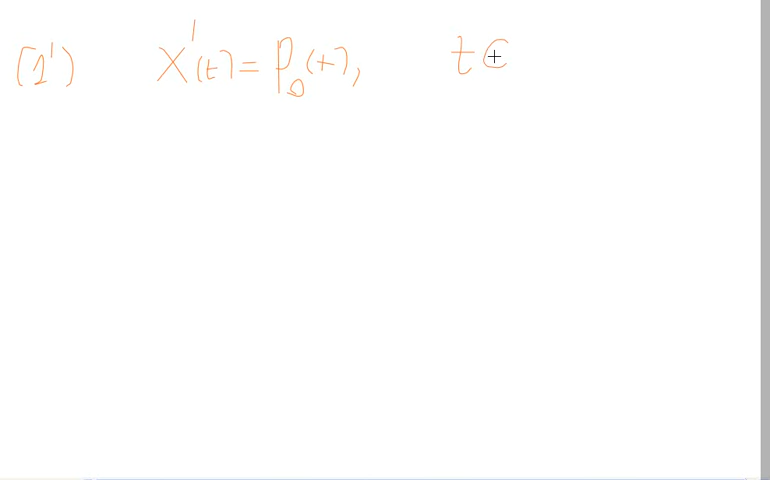 (1') X'(t) = P₀(t), t ∈